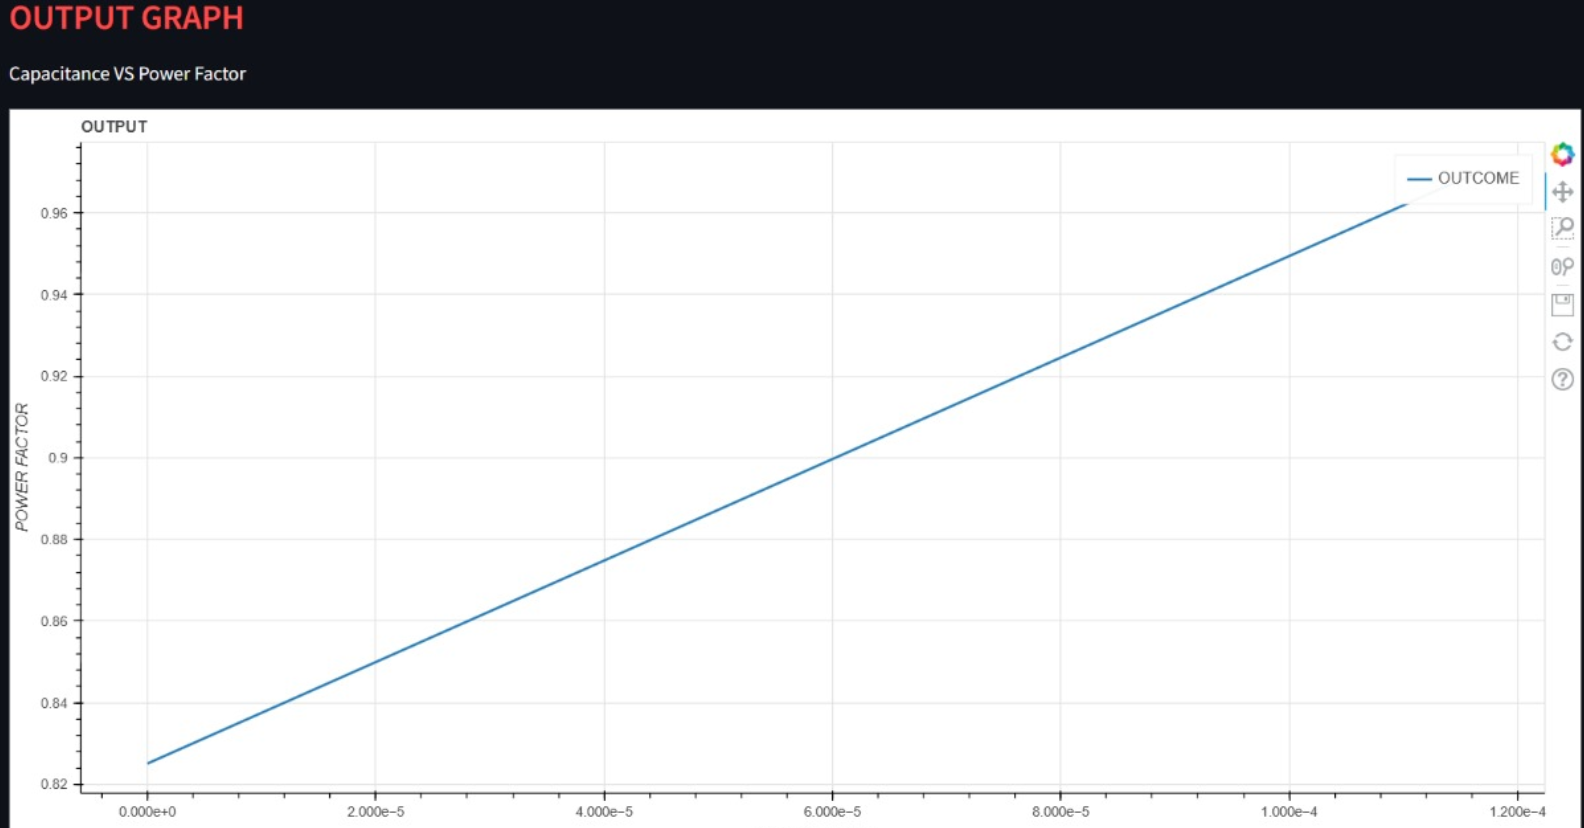 OUTPUT GRAPH
Capacitance VS Power Factor
OUTPUT
OUTCOME
0.96
0.94
0.92
0.9
0.88
0.86
0.84
0.82
POWER FACTOR
0.000e+0 2.000e−5 4.000e−5 6.000e−5 8.000e−5 1.000e−4 1.200e−4